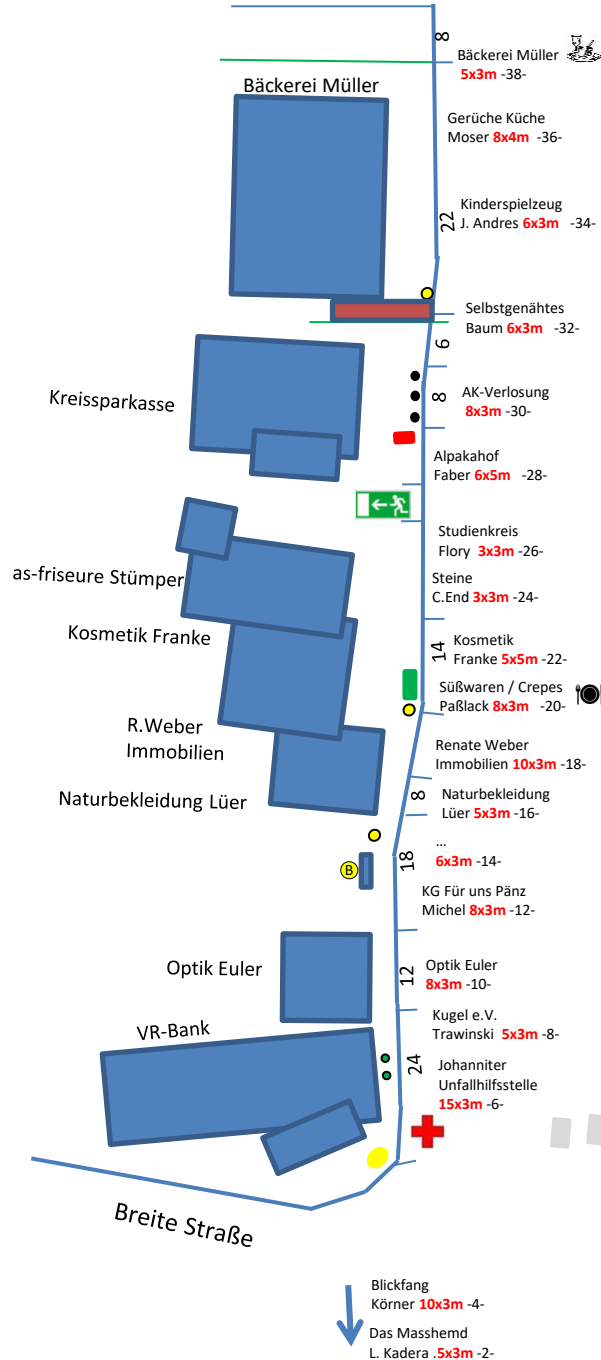 8
Bäckerei Müller
5x3m -38-
Bäckerei Müller
Gerüche Küche
Moser 8x4m -36-
Kinderspielzeug
22
J. Andres 6x3m -34-
Selbstgenähtes
Baum 6x3m -32-
6
Kreissparkasse
8
AK-Verlosung
8x3m -30-
Alpakahof
Faber 6x5m -28-
Studienkreis
Flory 3x3m -26-
as-friseure Stümper
Steine
C.End 3x3m -24-
Kosmetik Franke
14
Kosmetik
Franke 5x5m -22-
Süßwaren / Crepes
Paßlack 8x3m -20-
R.Weber
Immobilien
Renate Weber
Immobilien 10x3m -18-
Naturbekleidung Lüer
8
Naturbekleidung
Lüer 5x3m -16-
...
18
6x3m -14-
B
KG Für uns Pänz
Michel 8x3m -12-
Optik Euler
12
Optik Euler
8x3m -10-
VR-Bank
Kugel e.V.
Trawinski 5x3m -8-
24
Johanniter
Unfallhilfsstelle
15x3m -6-
Breite Straße
Blickfang
Körner 10x3m -4-
Das Masshemd
L. Kadera .5x3m -2-